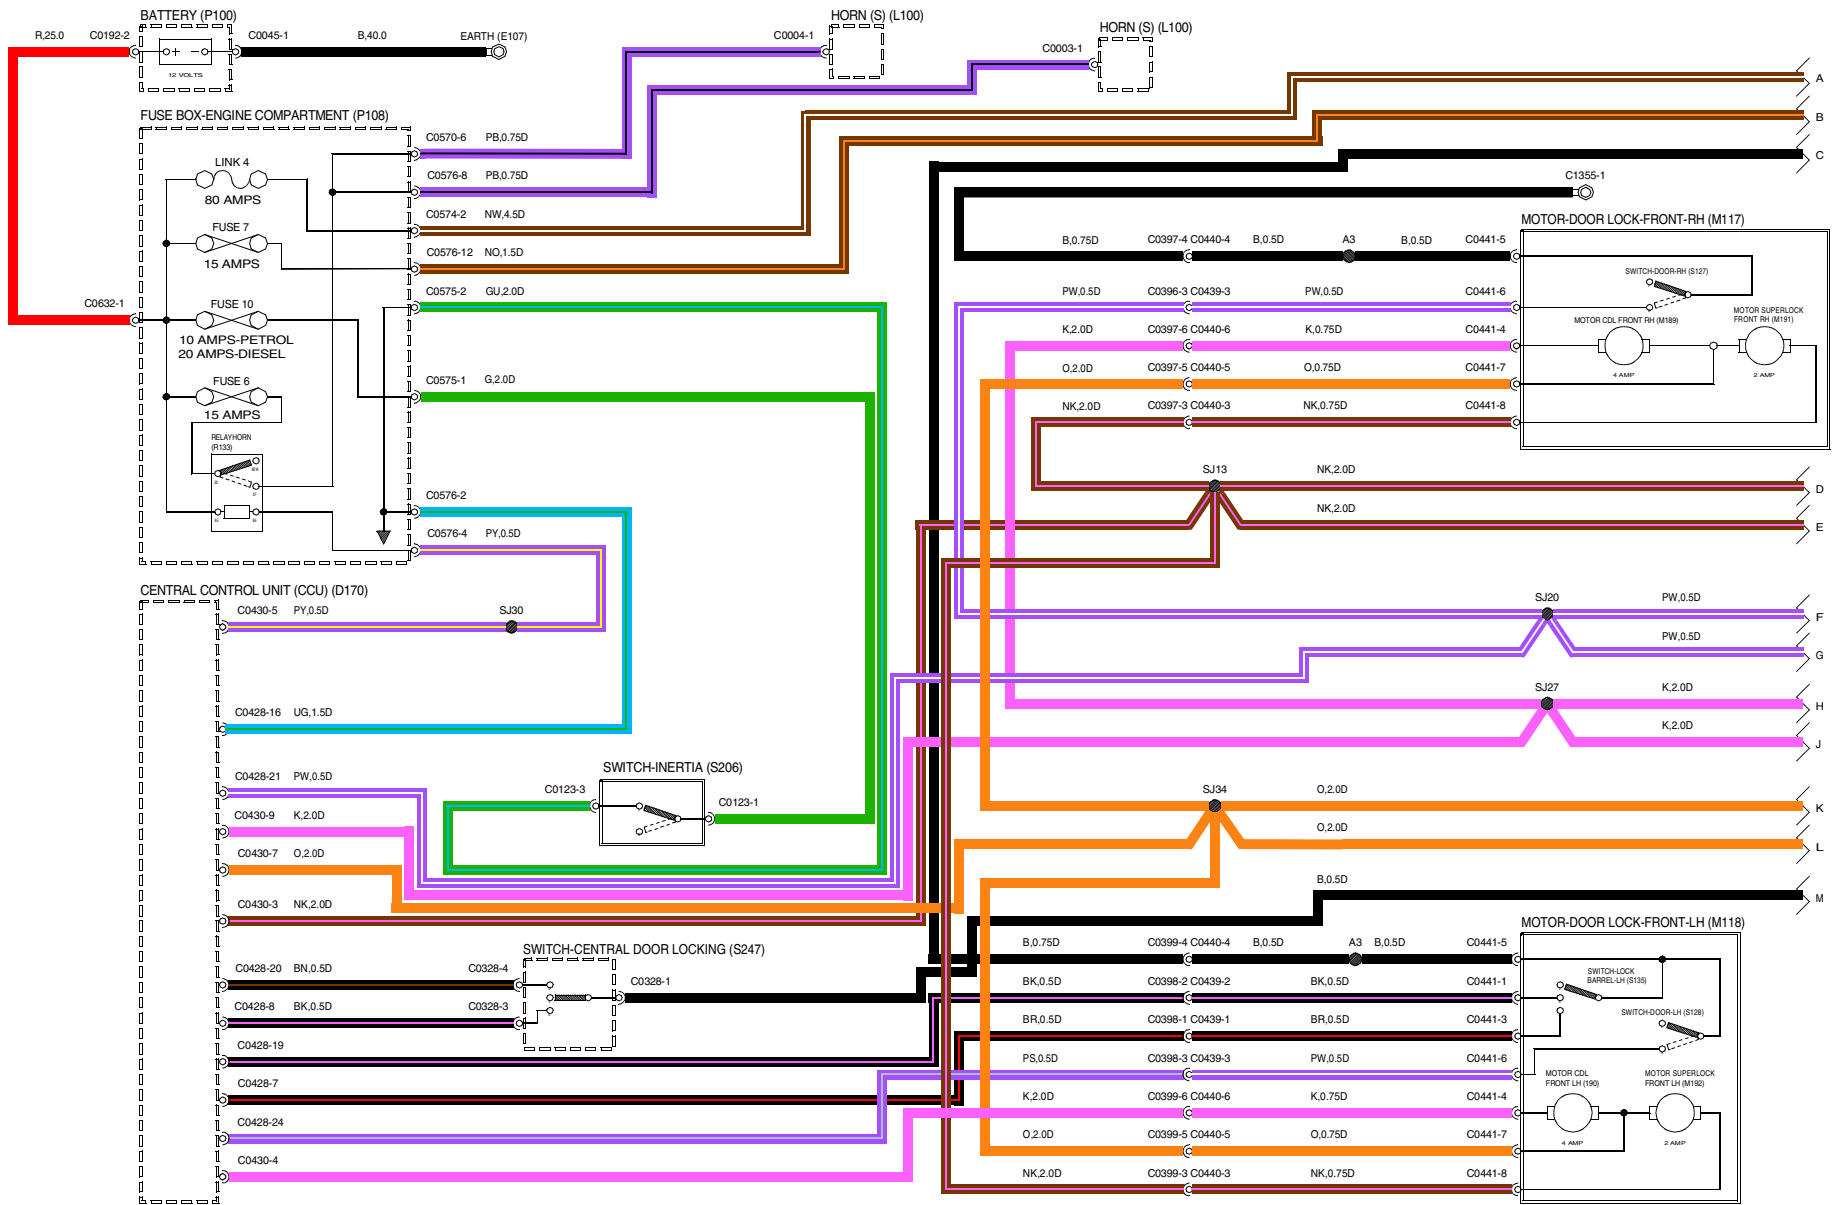 BATTERY (P100)
R,25.0
C0192-2
+ -
12 VOLTS
C0045-1
B,40.0
EARTH (E107)
HORN (S) (L100)
C0004-1
HORN (S) (L100)
C0003-1
A
B
C
FUSE BOX-ENGINE COMPARTMENT (P108)
LINK 4
80 AMPS
FUSE 7
15 AMPS
C0632-1
FUSE 10
10 AMPS-PETROL
20 AMPS-DIESEL
FUSE 6
15 AMPS
RELAYHORN
(R133)
C0570-6 PB,0.75D
C0576-8 PB,0.75D
C0574-2 NW,4.5D
C0576-12 NO,1.5D
C0575-2 GU,2.0D
C0575-1 G,2.0D
C0576-2
C0576-4 PY,0.5D
C1355-1
MOTOR-DOOR LOCK-FRONT-RH (M117)
B,0.75D C0397-4 C0440-4 B,0.5D A3 B,0.5D C0441-5
SWITCH-DOOR-RH (S127)
PW,0.5D C0396-3 C0439-3 PW,0.5D C0441-6
MOTOR CDL FRONT RH (M189)
MOTOR SUPERLOCK
FRONT RH (M191)
K,2.0D C0397-6 C0440-6 K,0.75D C0441-4
4 AMP
2 AMP
O,2.0D C0397-5 C0440-5 O,0.75D C0441-7
NK,2.0D C0397-3 C0440-3 NK,0.75D C0441-8
SJ13 NK,2.0D D
NK,2.0D E
CENTRAL CONTROL UNIT (CCU) (D170)
C0430-5 PY,0.5D SJ30
SJ20 PW,0.5D F
PW,0.5D G
SJ27 K,2.0D H
K,2.0D J
C0428-16 UG,1.5D
C0428-21 PW,0.5D
C0430-9 K,2.0D
C0430-7 O,2.0D
C0430-3 NK,2.0D
SWITCH-INERTIA (S206)
C0123-3
C0123-1
SJ34 O,2.0D K
O,2.0D L
B,0.5D M
C0428-20 BN,0.5D C0328-4
C0428-8 BK,0.5D C0328-3
SWITCH-CENTRAL DOOR LOCKING (S247)
C0328-1
C0428-19
C0428-7
C0428-24
C0430-4
MOTOR-DOOR LOCK-FRONT-LH (M118)
B,0.75D C0399-4 C0440-4 B,0.5D A3 B,0.5D C0441-5
SWITCH-LOCK
BARREL-LH (S135)
BK,0.5D C0398-2 C0439-2 BK,0.5D C0441-1
SWITCH-DOOR-LH (S128)
BR,0.5D C0398-1 C0439-1 BR,0.5D C0441-3
PS,0.5D C0398-3 C0439-3 PW,0.5D C0441-6
MOTOR CDL
FRONT LH (190)
MOTOR SUPERLOCK
FRONT LH (M192)
K,2.0D C0399-6 C0440-6 K,0.75D C0441-4
4 AMP
2 AMP
O,2.0D C0399-5 C0440-5 O,0.75D C0441-7
NK,2.0D C0399-3 C0440-3 NK,0.75D C0441-8